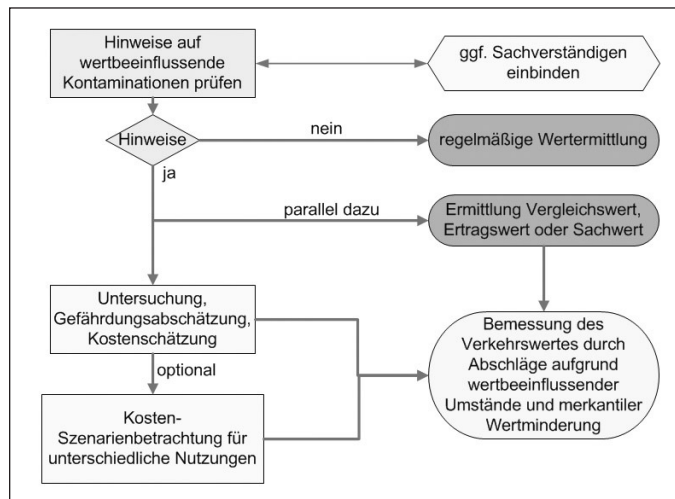 Hinweise auf
wertbeeinflussende
Kontaminationen prüfen
ggf. Sachverständigen
einbinden
Hinweise
nein
regelmäßige Wertermittlung
ja
parallel dazu
Ermittlung Vergleichswert,
Ertragswert oder Sachwert
Untersuchung,
Gefährdungsabschätzung,
Kostenschätzung
optional
Kosten-
Szenarienbetrachtung für
unterschiedliche Nutzungen
Bemessung des
Verkehrswertes durch
Abschläge aufgrund
wertbeeinflussender
Umstände und merkantiler
Wertminderung